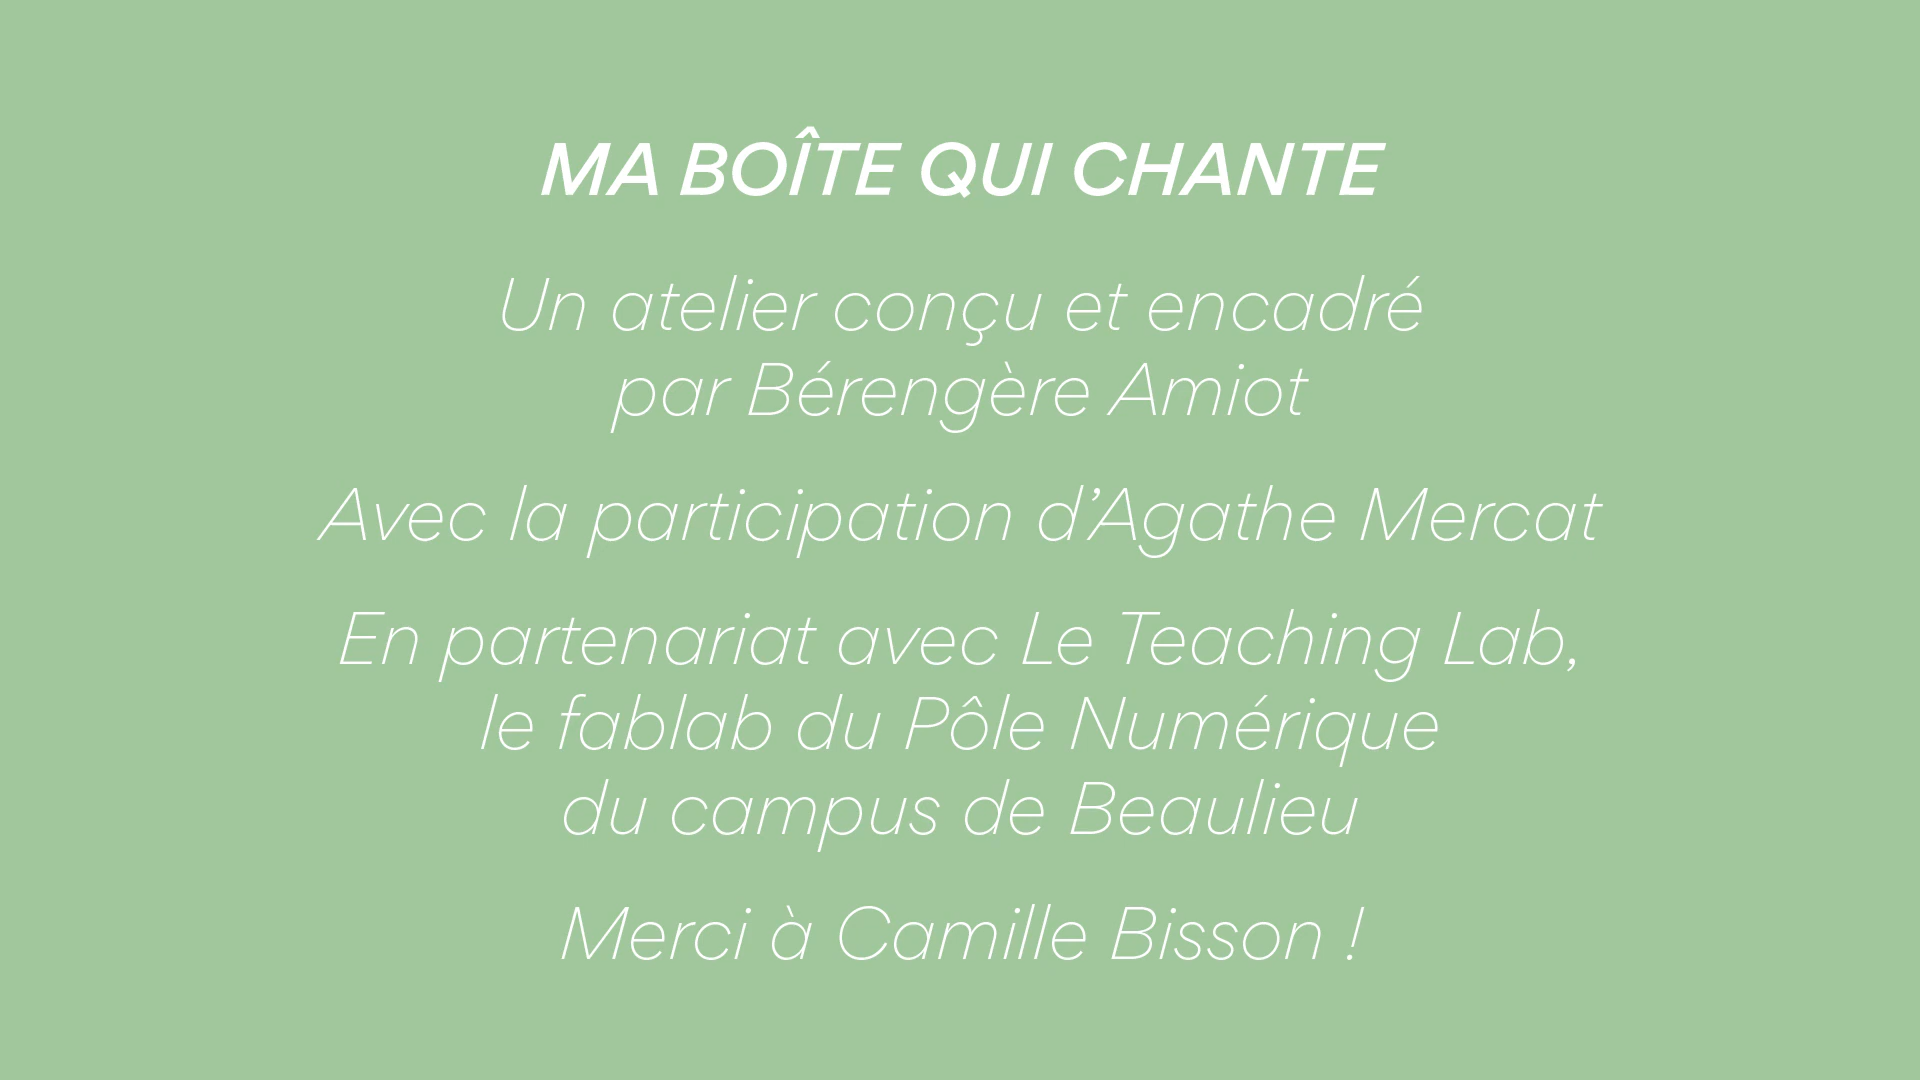 MA BOÎTE QUI CHANTE
Un atelier conçu et encadré
par Bérengère Amiot
Avec la participation d’Agathe Mercat
En partenariat avec Le Teaching Lab,
le fablab du Pôle Numérique
du campus de Beaulieu
Merci à Camille Bisson !